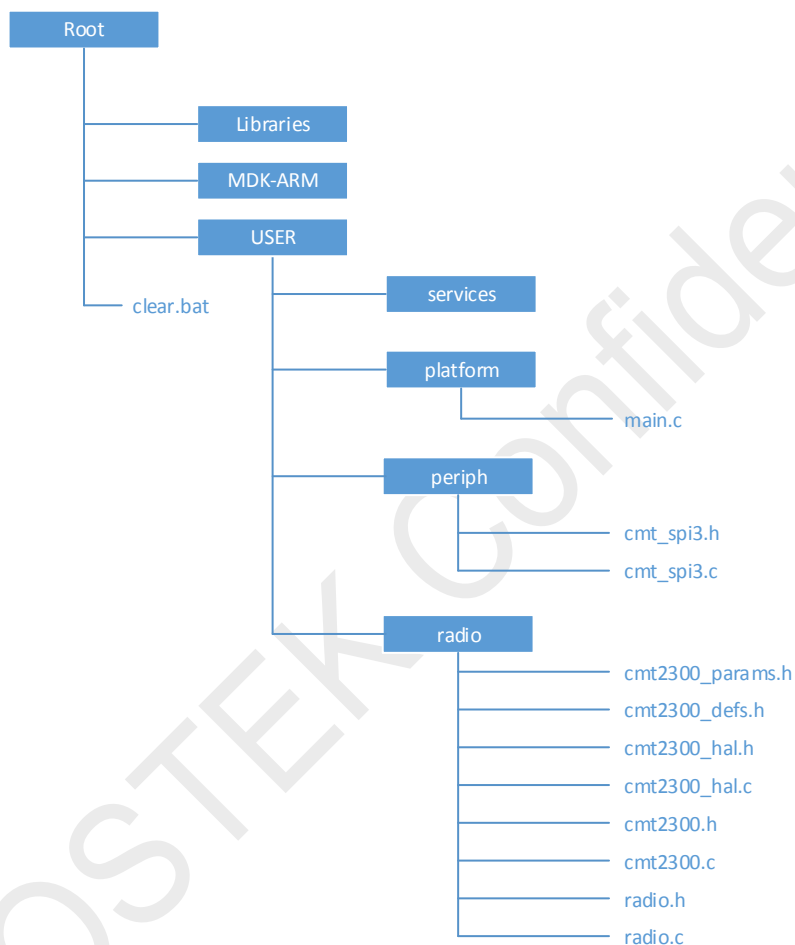 Root
Libraries
MDK-ARM
USER
services
clear.bat
platform
main.c
periph
cmt_spi3.h
cmt_spi3.c
radio
cmt2300_params.h
cmt2300_defs.h
cmt2300_hal.h
cmt2300_hal.c
cmt2300.h
cmt2300.c
radio.h
radio.c
OSTEK Confide